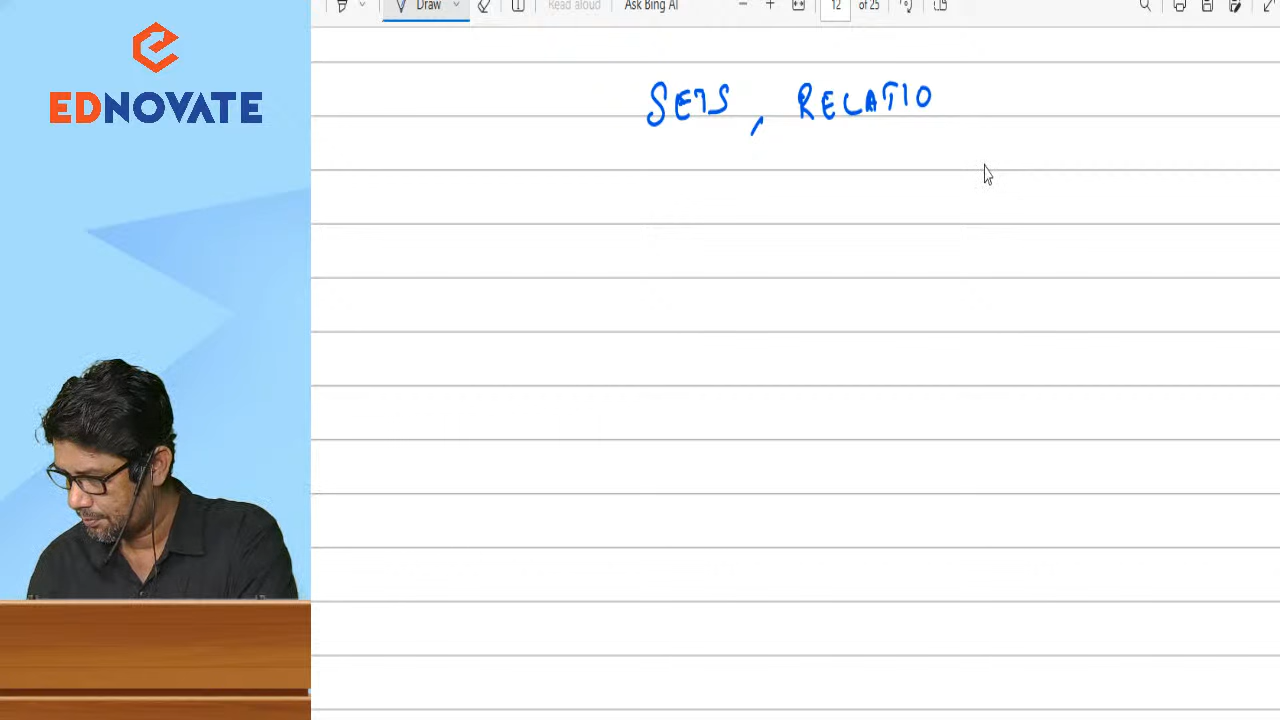 EDNOVATE
Draw Read aloud Ask Bing AI 12 of 25
SETS, RELATIO